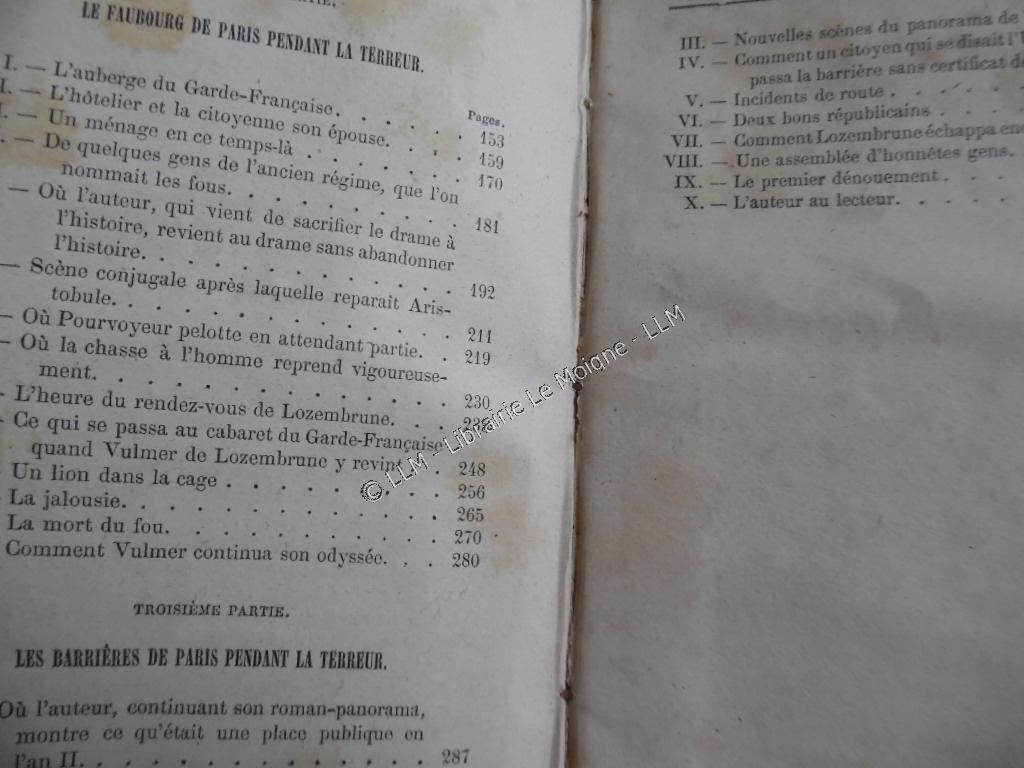 PARTIE.
LE FAUBOURG DE PARIS PENDANT LA TERREUR.
Pages.
I. — L'auberge du Garde-Française. . . . . . 153
I. — L'hôtelier et la citoyenne son épouse. . . . . 159
I. — Un ménage en ce temps-là . . . . . . . 170
. — De quelques gens de l'ancien régime, que l'on
nommait les fous. . . . . . . . . . 181
— Où l'auteur, qui vient de sacrifier le drame à
l'histoire, revient au drame sans abandonner
l'histoire. . . . . . . . . . . . 192
— Scène conjugale après laquelle reparait Aris-
tobule. . . . . . . . . . . . . 211
— Où Pourvoyeur pelotte en attendant partie. . 219
— Où la chasse à l'homme reprend vigoureuse-
ment. . . . . . . . . . . . . 230
- L'heure du rendez-vous de Lozembrune. . . . 238
- Ce qui se passa au cabaret du Garde-Française
quand Vulmer de Lozembrune y revint. . . 248
- Un lion dans la cage . . . . . . . . . 256
- La jalousie. . . . . . . . . . . . 265
La mort du fou. . . . . . . . . . . 270
Comment Vulmer continua son odyssée. . . . 280
TROISIÈME PARTIE.
LES BARRIÈRES DE PARIS PENDANT LA TERREUR.
Où l'auteur, continuant son roman-panorama,
montre ce qu'était une place publique en
l'an II. . . . . . . . . . . . . . 287
III. — Nouvelles scènes du panorama de
IV. — Comment un citoyen qui se disait l'
passa la barrière sans certificat de
V. — Incidents de route . . . . .
VI. — Deux bons républicains . . . .
VII. — Comment Lozembrune échappa enc
VIII. — Une assemblée d'honnêtes gens. .
IX. — Le premier dénouement . . . .
X. — L'auteur au lecteur. . . . . .
© LLM - Librairie Le Moigne - LLM